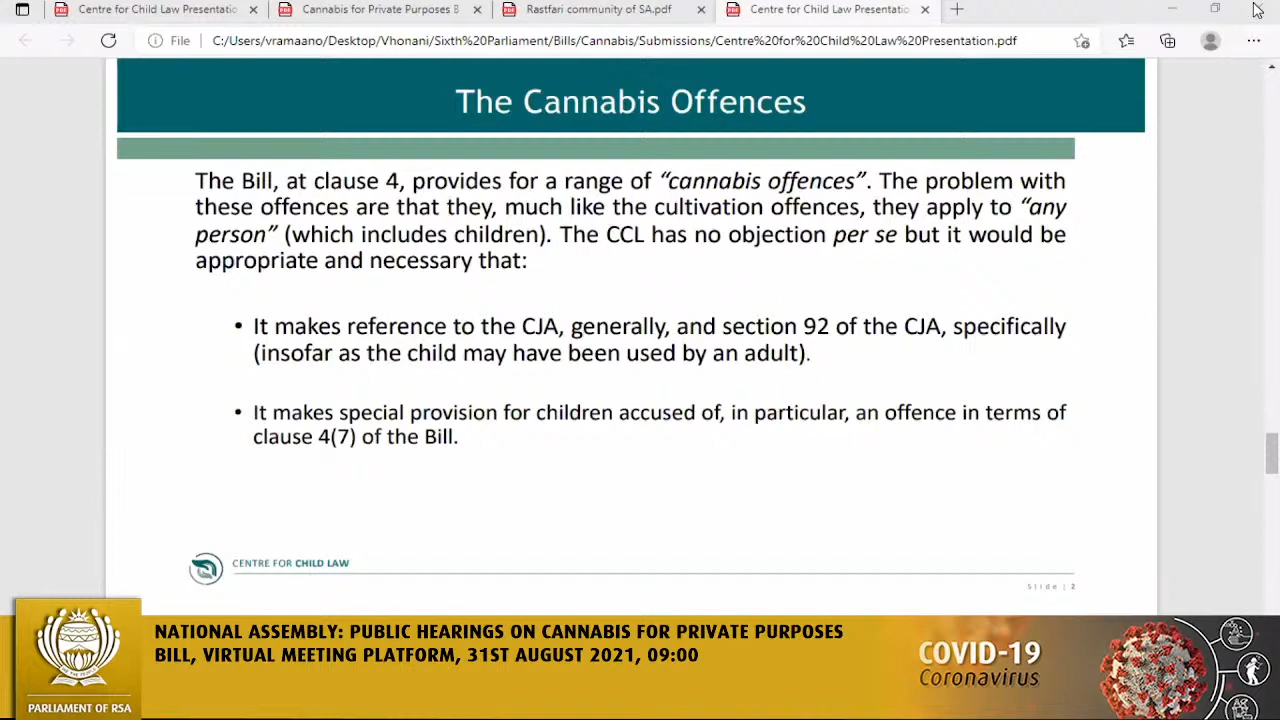 Centre for Child Law Presentatio
Cannabis for Private Purposes B
Rastfari community of SA.pdf
Centre for Child Law Presentatio
File
C:/Users/vramaano/Desktop/Vhonani/Sixth%20Parliament/Bills/Cannabis/Submissions/Centre%20for%20Child%20Law%20Presentation.pdf
The Cannabis Offences
The Bill, at clause 4, provides for a range of “cannabis offences”. The problem with
these offences are that they, much like the cultivation offences, they apply to “any
person” (which includes children). The CCL has no objection per se but it would be
appropriate and necessary that:
• It makes reference to the CJA, generally, and section 92 of the CJA, specifically
(insofar as the child may have been used by an adult).
• It makes special provision for children accused of, in particular, an offence in terms of
clause 4(7) of the Bill.
CENTRE FOR CHILD LAW
Slide | 2
NATIONAL ASSEMBLY: PUBLIC HEARINGS ON CANNABIS FOR PRIVATE PURPOSES
BILL, VIRTUAL MEETING PLATFORM, 31ST AUGUST 2021, 09:00
PARLIAMENT OF RSA
COVID-19
Coronavirus